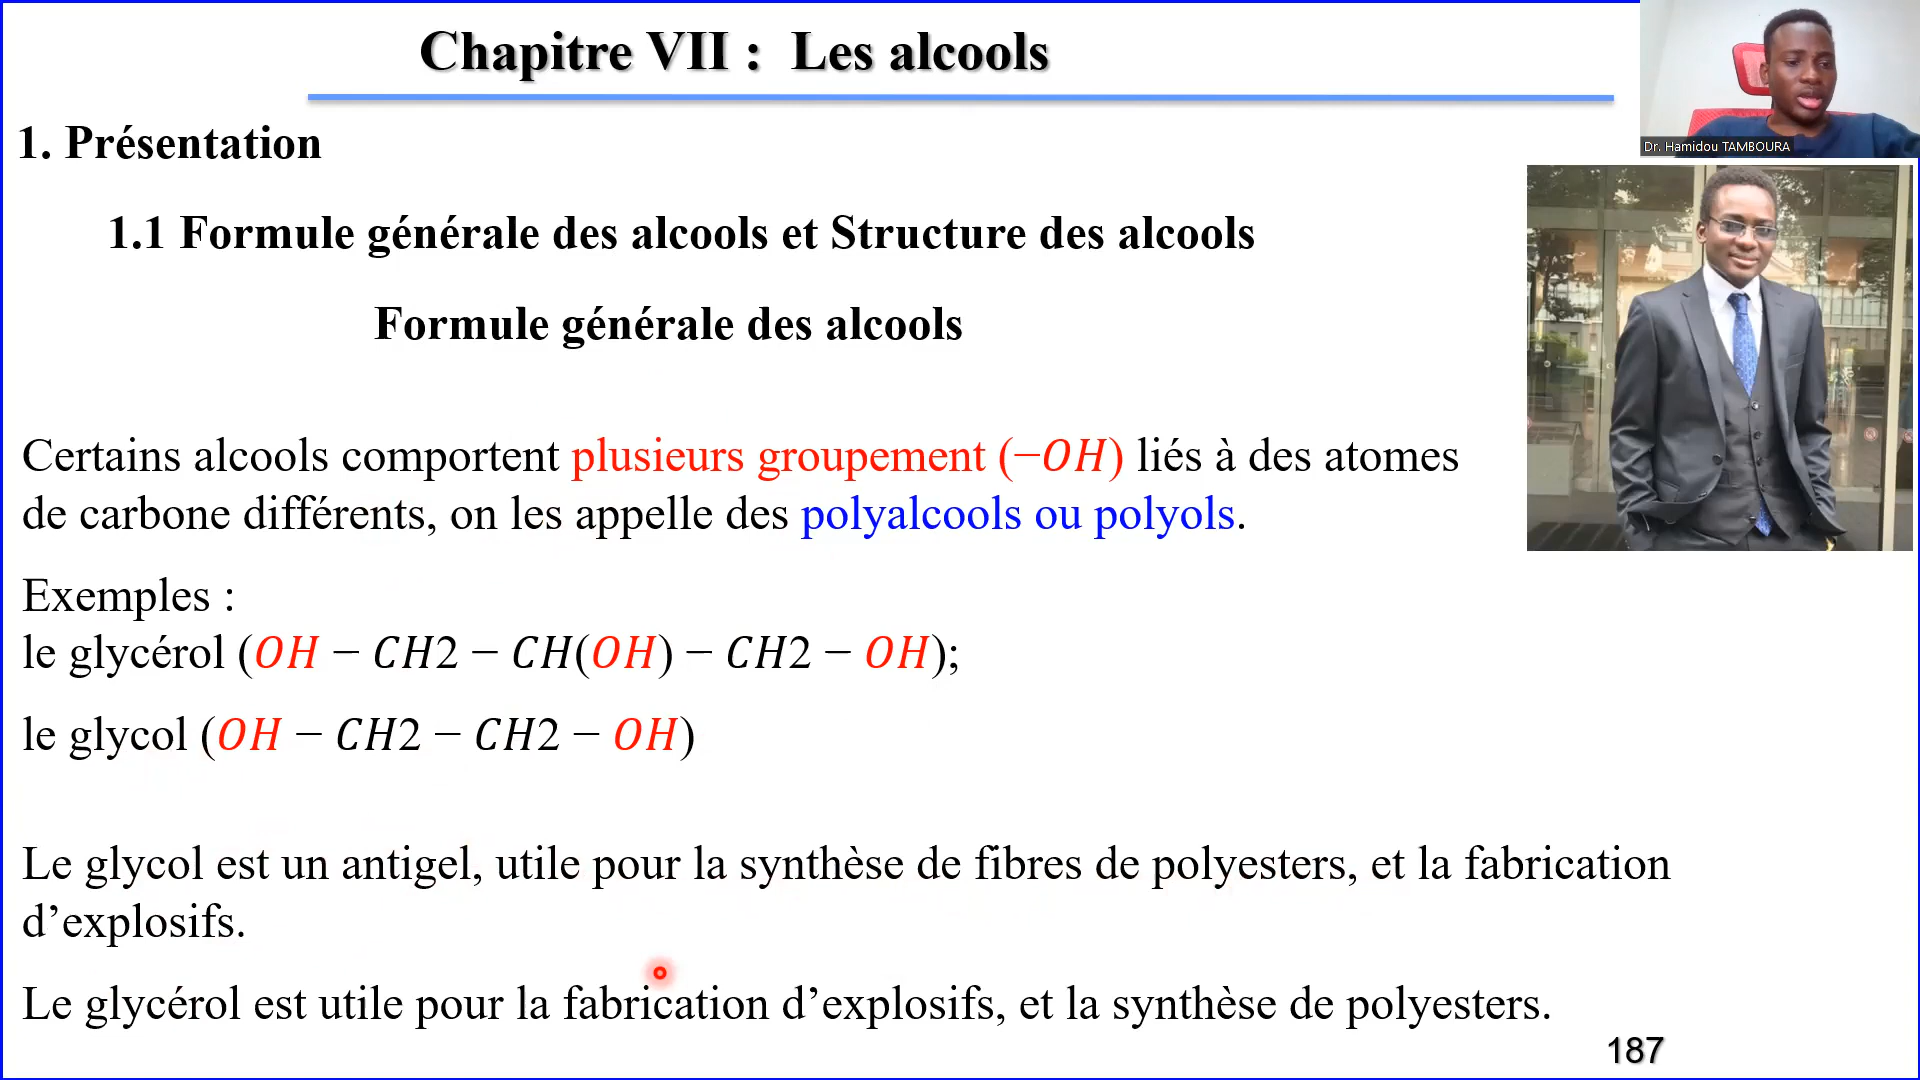 Chapitre VII : Les alcools
Dr. Hamidou TAMBOURA
1. Présentation
1.1 Formule générale des alcools et Structure des alcools
Formule générale des alcools
Certains alcools comportent plusieurs groupement (−OH) liés à des atomes
de carbone différents, on les appelle des polyalcools ou polyols.
Exemples :
le glycérol (OH − CH2 − CH(OH) − CH2 − OH);
le glycol (OH − CH2 − CH2 − OH)
Le glycol est un antigel, utile pour la synthèse de fibres de polyesters, et la fabrication
d’explosifs.
Le glycérol est utile pour la fabrication d’explosifs, et la synthèse de polyesters.
187